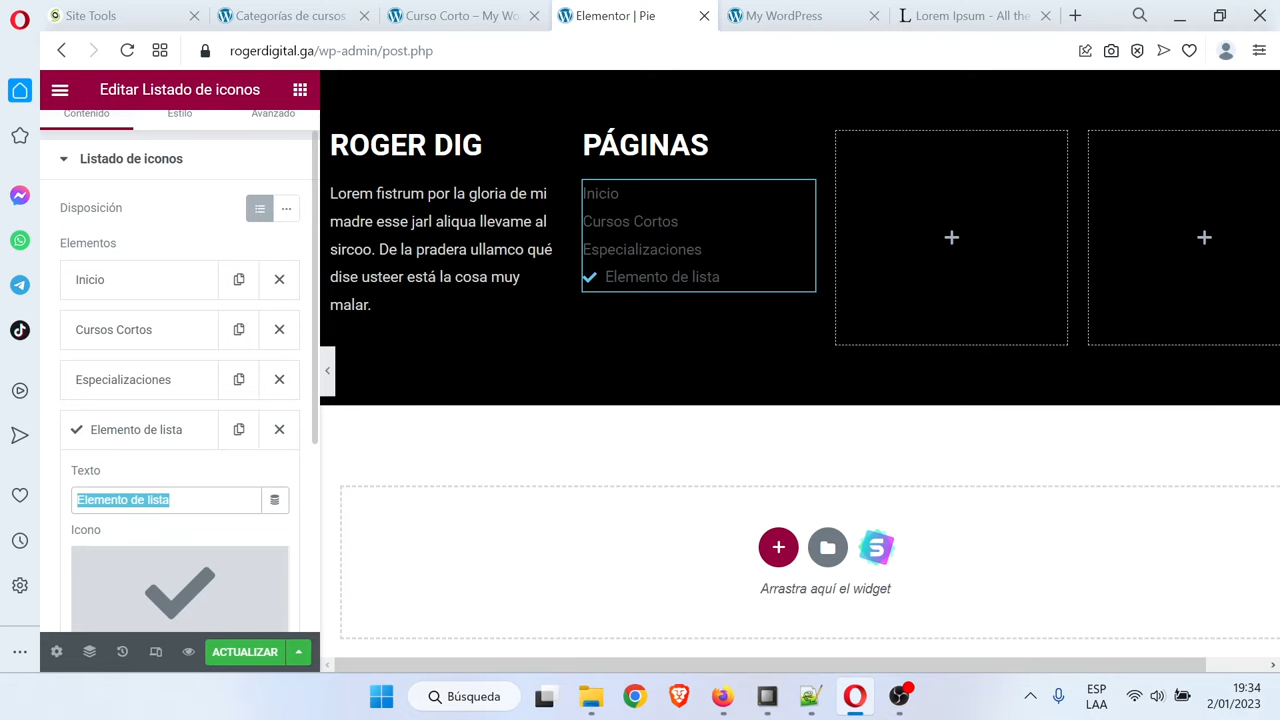 Site Tools
Categorías de cursos
Curso Corto – My Wo
Elementor | Pie
My WordPress
Lorem Ipsum - All the
rogerdigital.ga/wp-admin/post.php
Editar Listado de iconos
Contenido
Estilo
Avanzado
Listado de iconos
Disposición
Elementos
Inicio
Cursos Cortos
Especializaciones
Elemento de lista
Texto
Elemento de lista
Icono
ACTUALIZAR
ROGER DIG
Lorem fistrum por la gloria de mi
madre esse jarl aliqua llevame al
sircoo. De la pradera ullamco qué
dise usteer está la cosa muy
malar.
PÁGINAS
Inicio
Cursos Cortos
Especializaciones
Elemento de lista
Arrastra aquí el widget
Búsqueda
ESP
LAA
19:34
2/01/2023